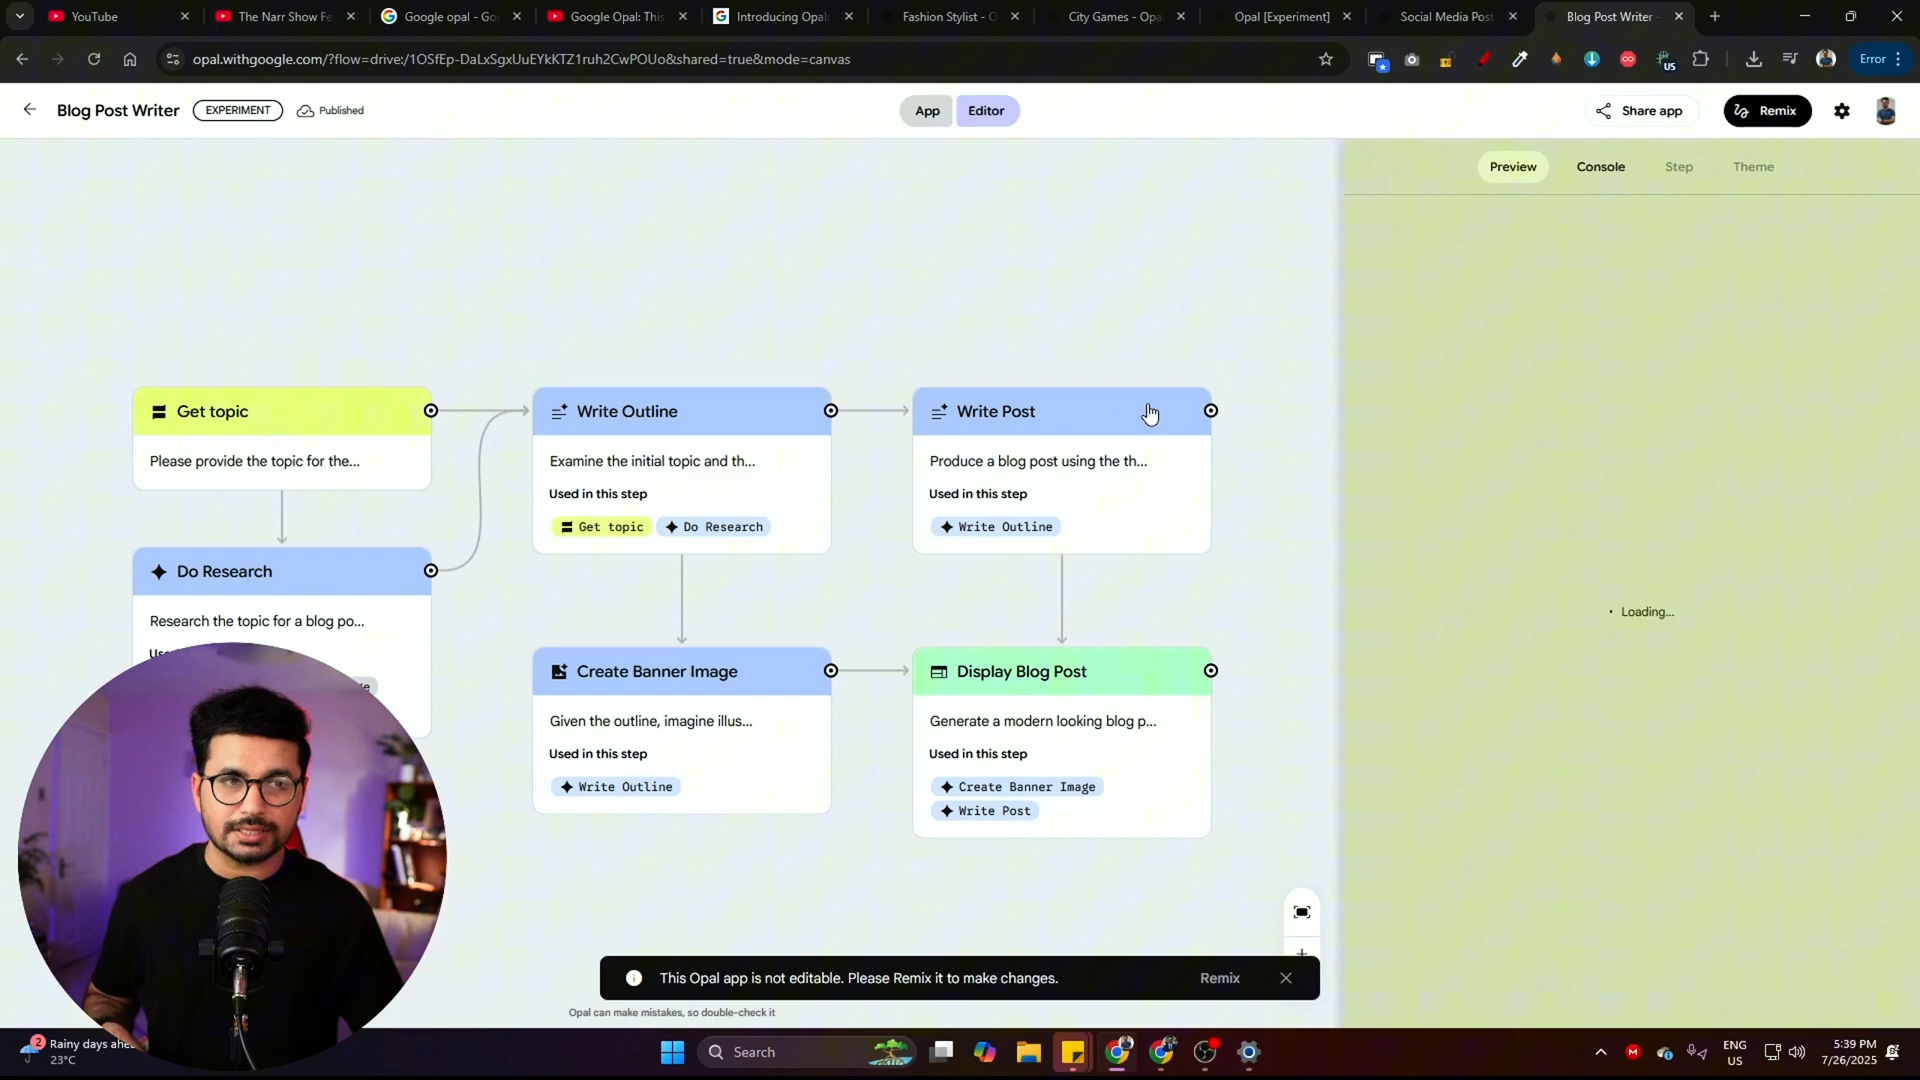 YouTube
The Narr Show Fe
Google opal - Go
Google Opal: This
Introducing Opal:
Fashion Stylist - O
City Games - Opa
Opal [Experiment]
Social Media Post
Blog Post Writer -
opal.withgoogle.com/?flow=drive:/1OSfEp-DaLxSgxUuEYkKTZ1ruh2CwPOUo&shared=true&mode=canvas
US
Error
Blog Post Writer
EXPERIMENT
Published
App
Editor
Share app
Remix
Preview
Console
Step
Theme
Get topic
Please provide the topic for the...
Write Outline
Examine the initial topic and th...
Used in this step
Get topic
Do Research
Write Post
Produce a blog post using the th...
Used in this step
Write Outline
Do Research
Research the topic for a blog po...
Loading...
Create Banner Image
Given the outline, imagine illus...
Used in this step
Write Outline
Display Blog Post
Generate a modern looking blog p...
Used in this step
Create Banner Image
Write Post
This Opal app is not editable. Please Remix it to make changes.
Remix
Opal can make mistakes, so double-check it
2
Rainy days ahe
23°C
Search
ENG
US
5:39 PM
7/26/2025